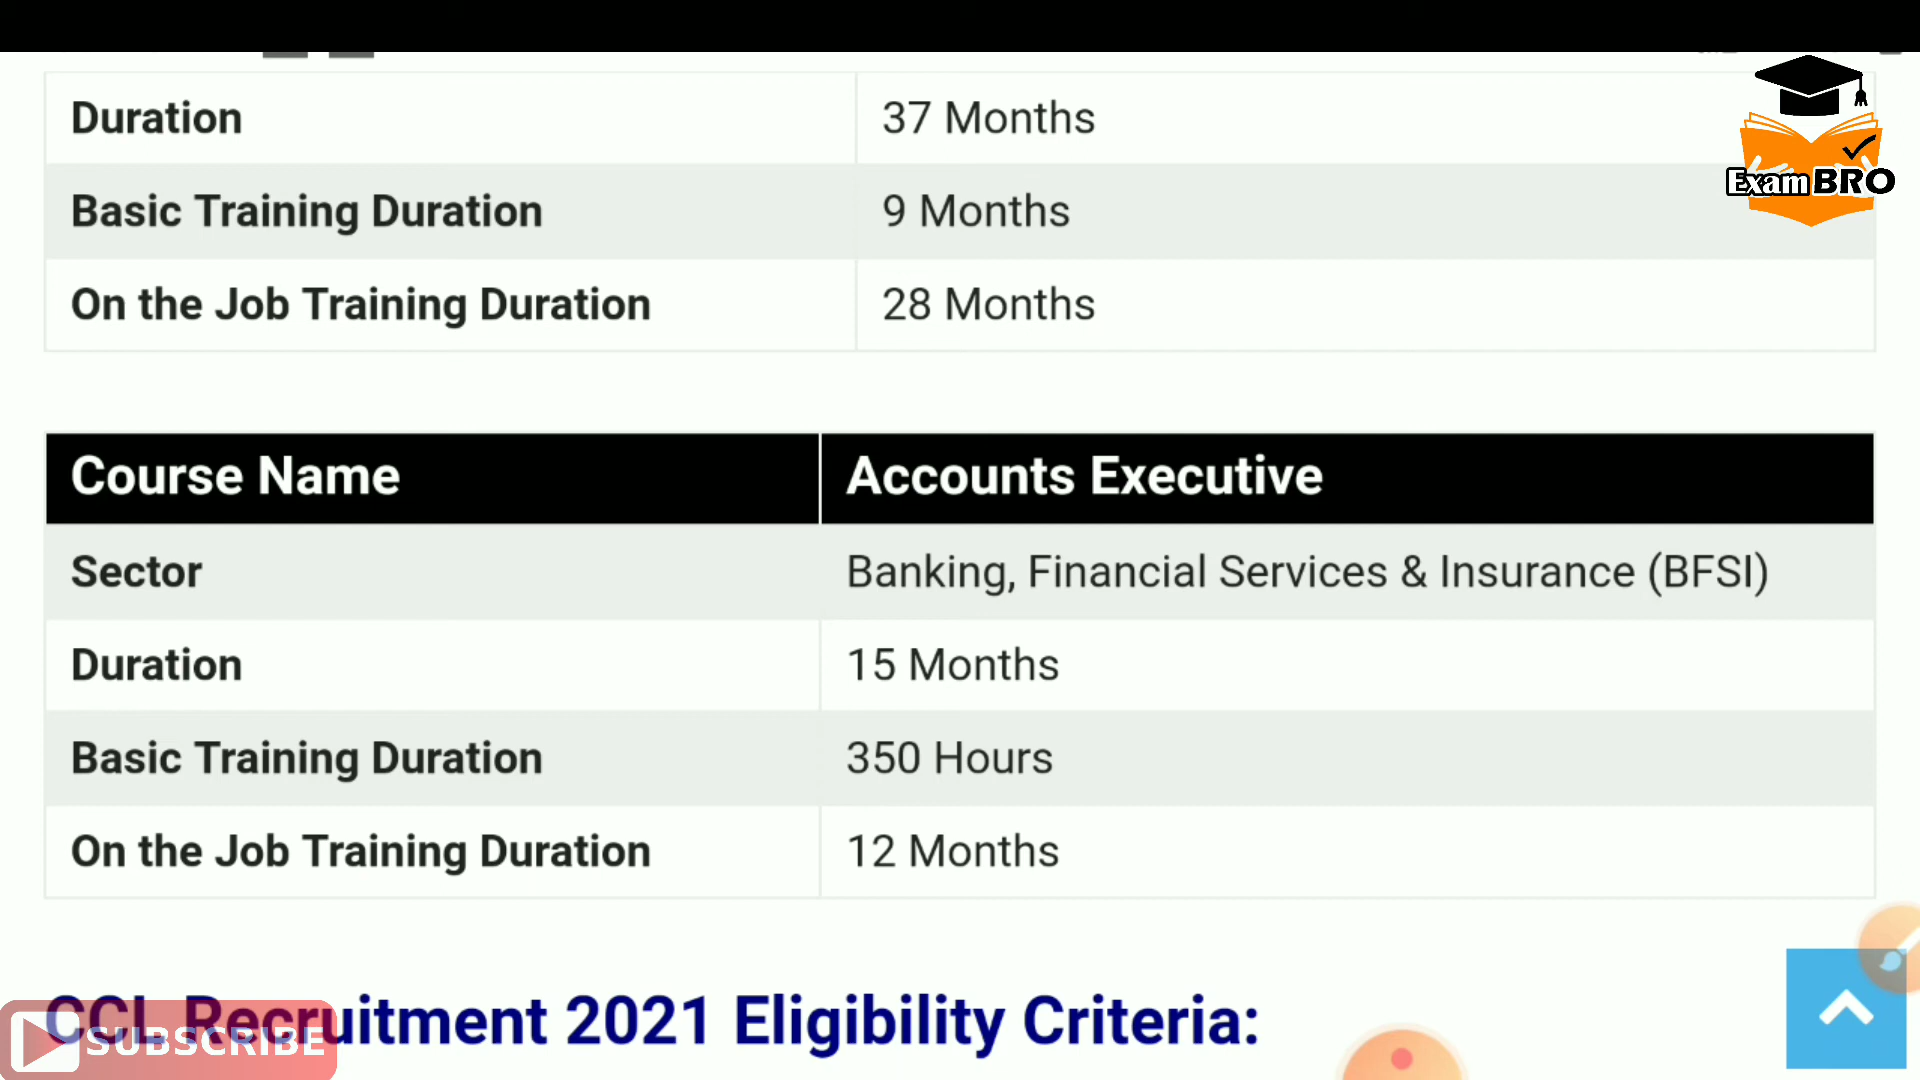 Duration 37 Months
Basic Training Duration 9 Months
On the Job Training Duration 28 Months
Course Name Accounts Executive
Sector Banking, Financial Services & Insurance (BFSI)
Duration 15 Months
Basic Training Duration 350 Hours
On the Job Training Duration 12 Months
CCL Recruitment 2021 Eligibility Criteria:
SUBSCRIBE
ExamBRO